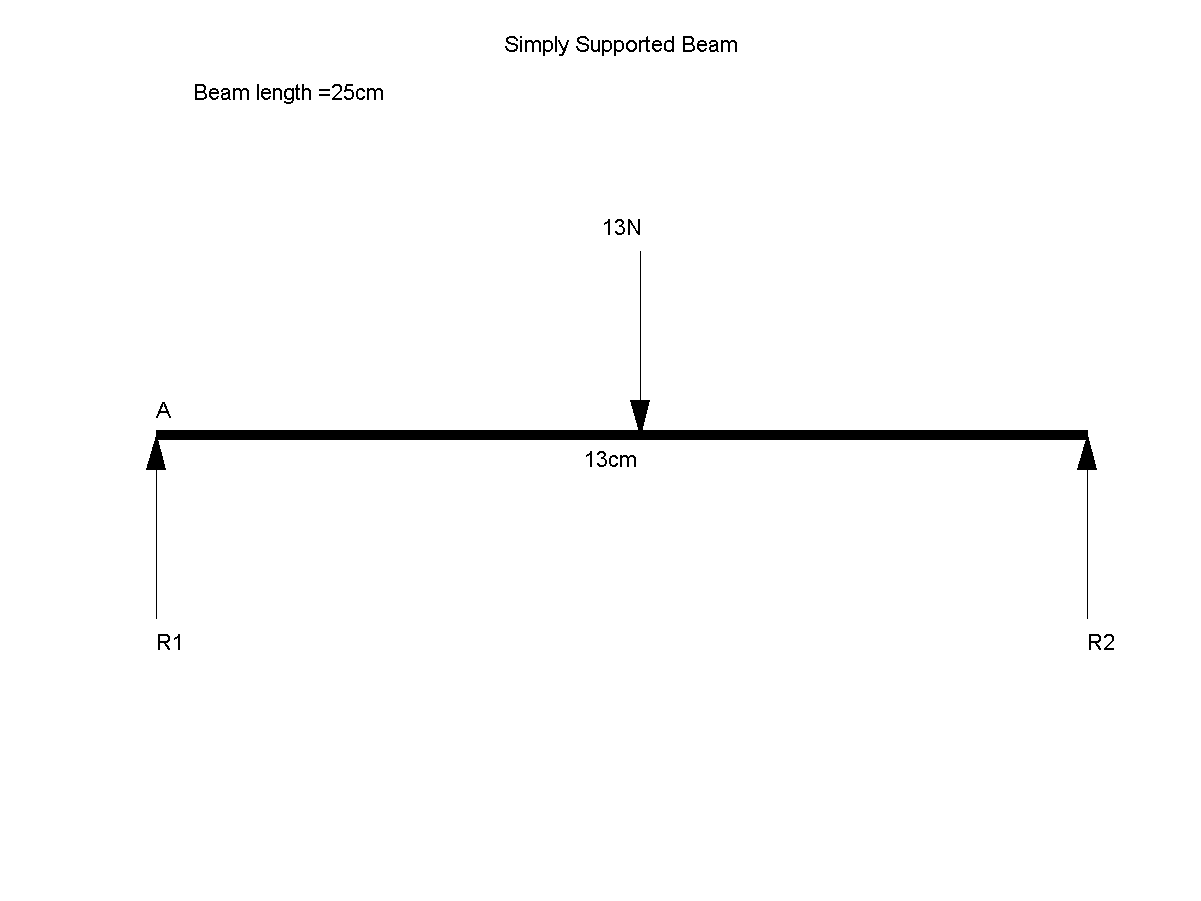 Simply Supported Beam
Beam length =25cm
13N
A
13cm
R1
R2